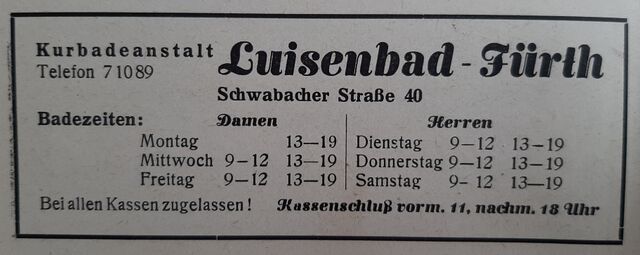 Kurbadeanstalt Luisenbad - Fürth
Telefon 71089
Schwabacher Straße 40
Badezeiten: Damen Herren
Montag 13—19 Dienstag 9—12 13—19
Mittwoch 9—12 13—19 Donnerstag 9—12 13—19
Freitag 9—12 13—19 Samstag 9—12 13—19
Bei allen Kassen zugelassen! Kassenschluß vorm. 11, nachm. 18 Uhr